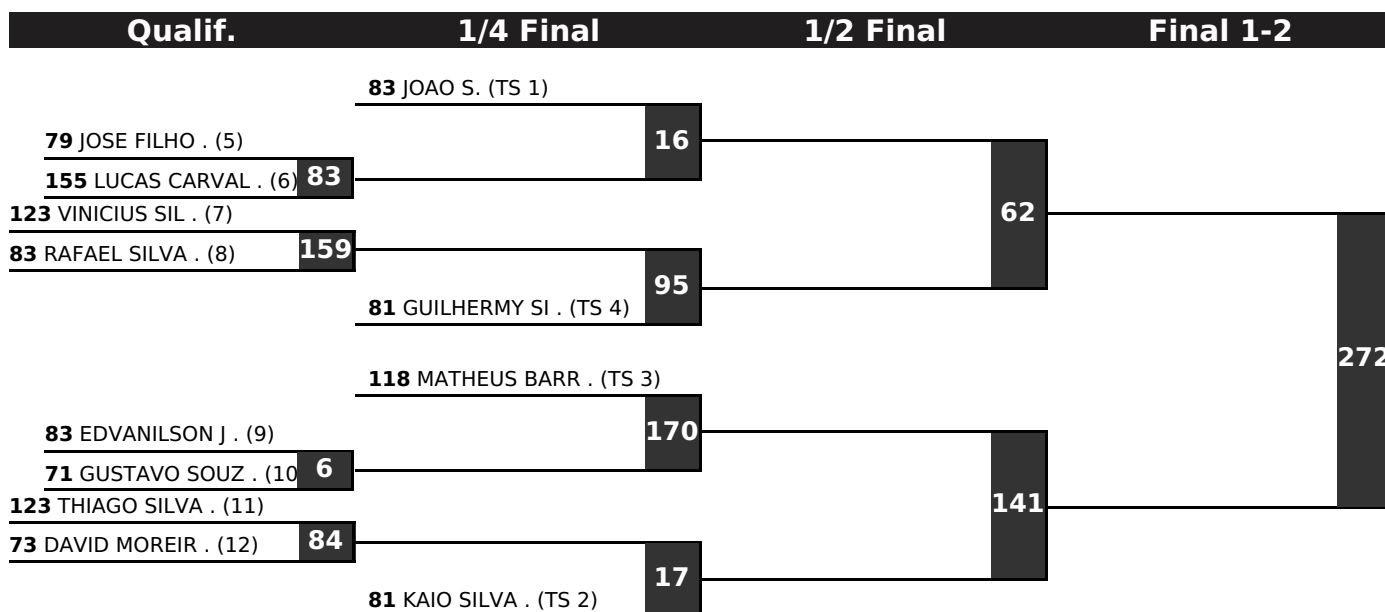 Qualif. 1/4 Final 1/2 Final Final 1-2
83 JOAO S. (TS 1)
16
79 JOSE FILHO . (5)
155 LUCAS CARVAL . (6) 83
123 VINICIUS SIL . (7)
62
83 RAFAEL SILVA . (8) 159
95
81 GUILHERMY SI . (TS 4)
272
118 MATHEUS BARR . (TS 3)
170
83 EDVANILSON J . (9)
71 GUSTAVO SOUZ . (10 6
123 THIAGO SILVA . (11)
141
73 DAVID MOREIR . (12) 84
17
81 KAIO SILVA . (TS 2)